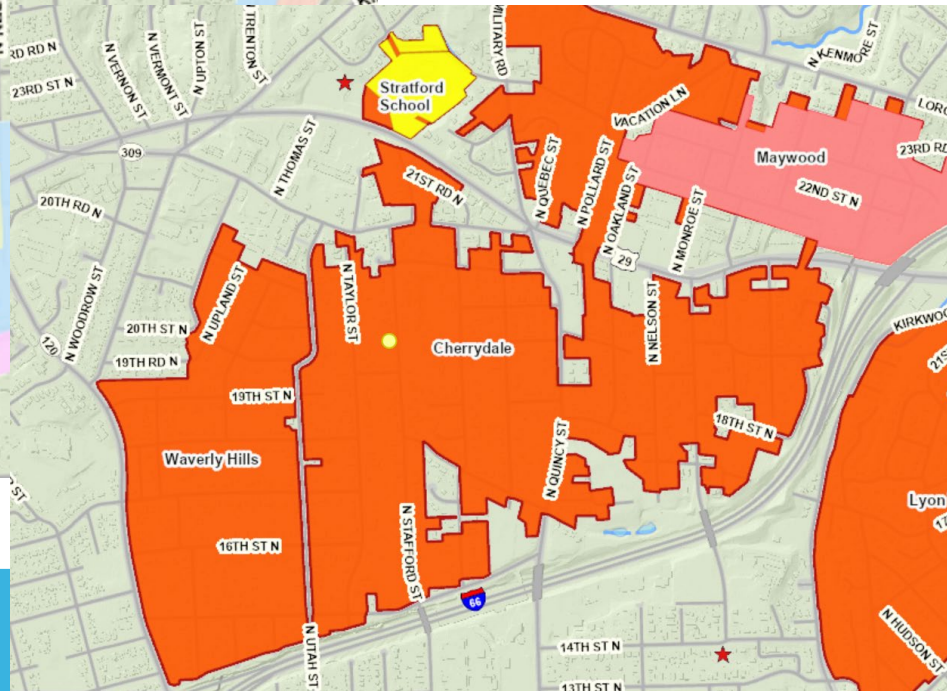 RD RD N
N VERNON ST
N VERMONT ST
N UPTON ST
N TRENTON ST
MILITARY RD
N KENMORE ST
23RD ST N
Stratford
School
VACATION LN
309
N THOMAS ST
Maywood
23RD RD
21ST RD N
N QUEBEC ST
N POLLARD ST
N OAKLAND ST
22ND ST N
20TH RD N
N MONROE ST
29
N WOODROW ST
N UPLAND ST
N TAYLOR ST
N NELSON ST
20TH ST N
120
Cherrydale
KIRKWOO
21S
19TH RD N
19TH ST N
18TH ST N
Waverly Hills
N QUINCY ST
ST
Lyon
N STAFFORD ST
16TH ST N
66
N HUDSON ST
N UTAH ST
14TH ST N
13TH ST N